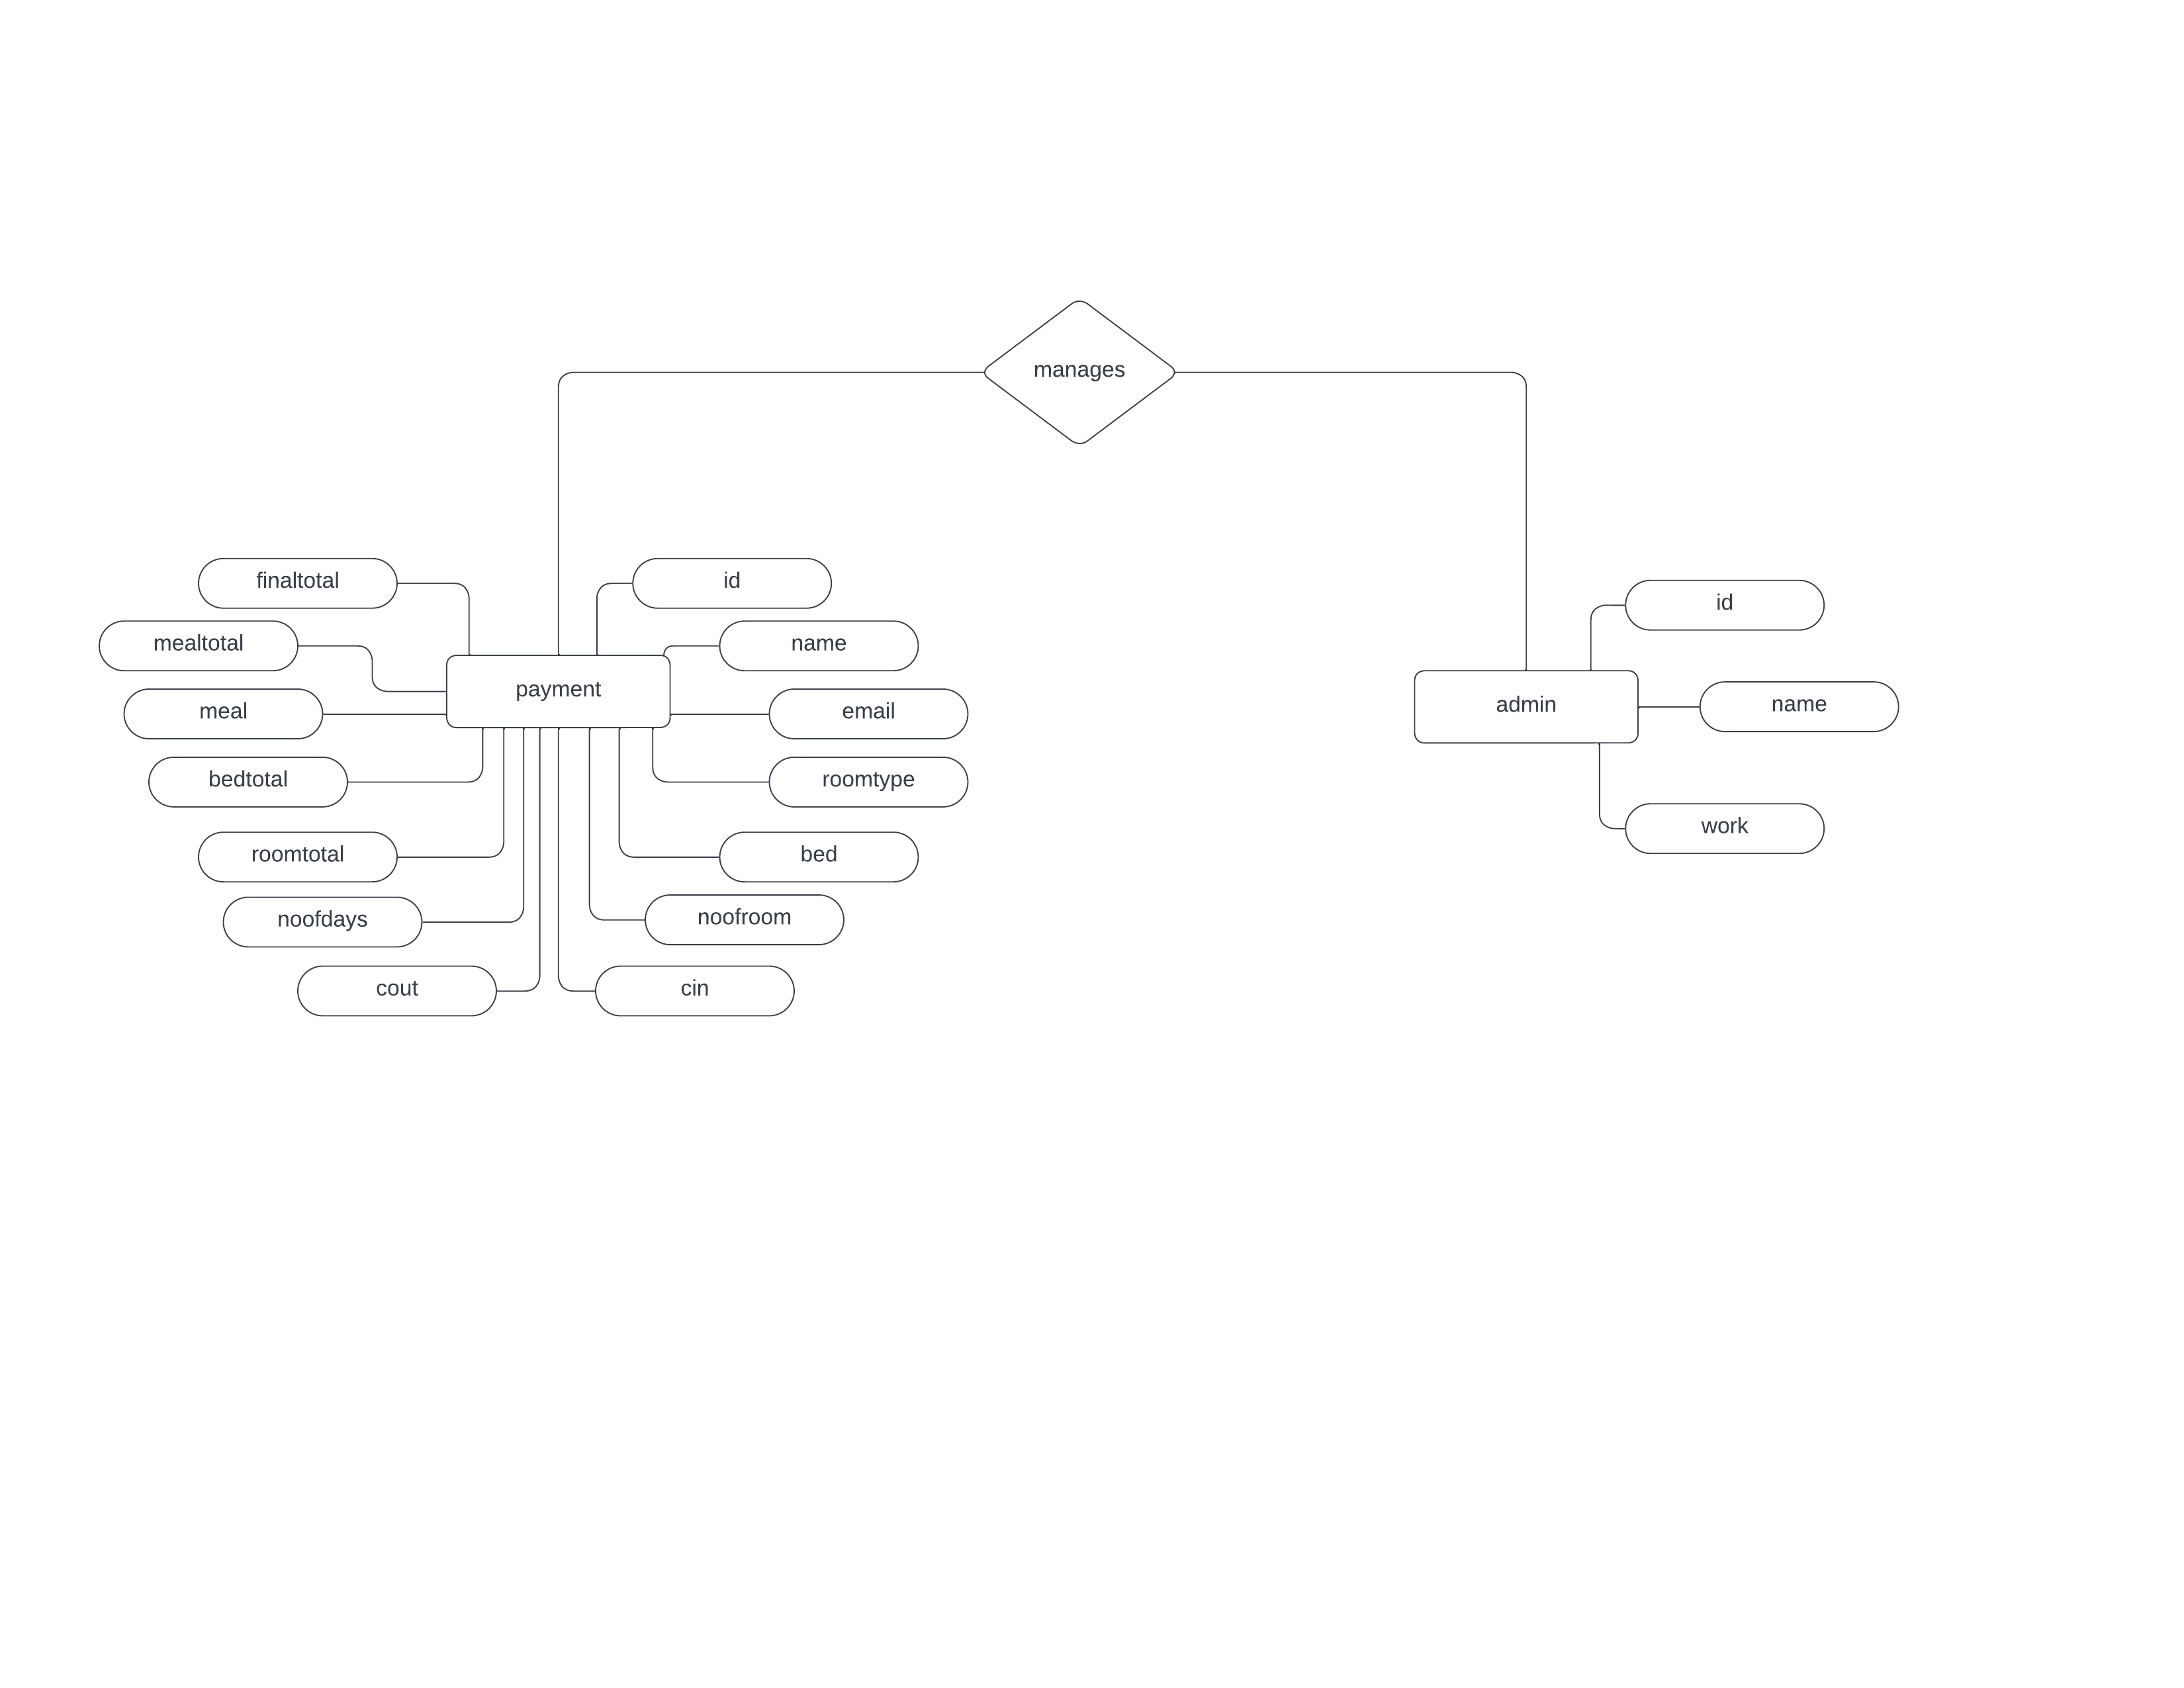 manages
finaltotal
id
id
mealtotal
name
payment
admin
name
meal
email
bedtotal
roomtype
work
roomtotal
bed
noofdays
noofroom
cout
cin